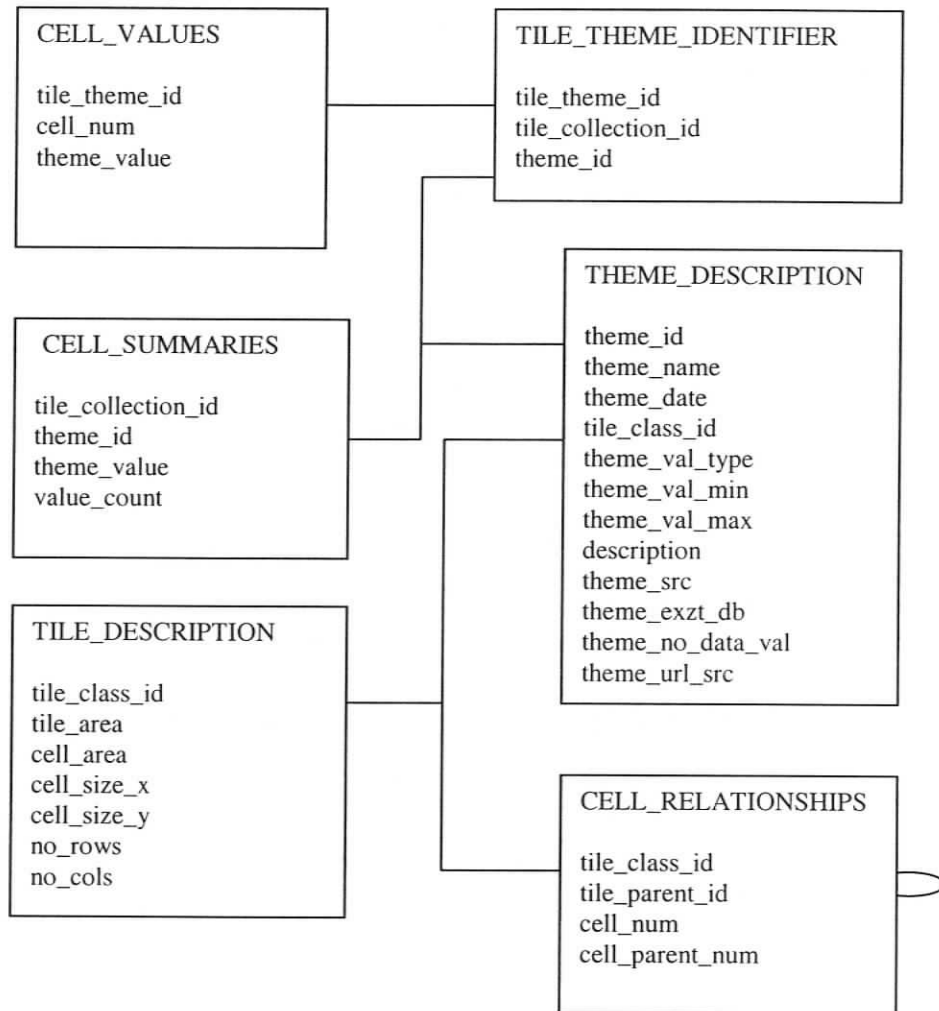 CELL_VALUES
tile_theme_id
cell_num
theme_value
TILE_THEME_IDENTIFIER
tile_theme_id
tile_collection_id
theme_id
CELL_SUMMARIES
tile_collection_id
theme_id
theme_value
value_count
THEME_DESCRIPTION
theme_id
theme_name
theme_date
tile_class_id
theme_val_type
theme_val_min
theme_val_max
description
theme_src
theme_exzt_db
theme_no_data_val
theme_url_src
TILE_DESCRIPTION
tile_class_id
tile_area
cell_area
cell_size_x
cell_size_y
no_rows
no_cols
CELL_RELATIONSHIPS
tile_class_id
tile_parent_id
cell_num
cell_parent_num